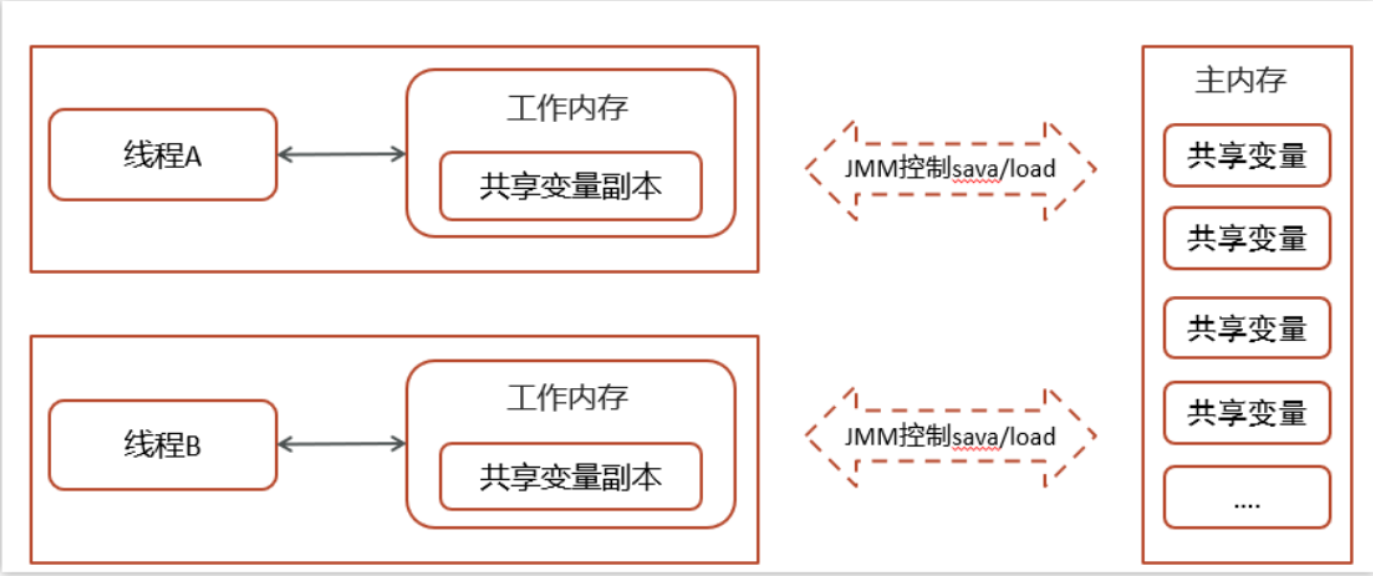 工作内存
线程A
共享变量副本
JMM控制sava/load
工作内存
线程B
共享变量副本
JMM控制sava/load
主内存
共享变量
共享变量
共享变量
共享变量
....